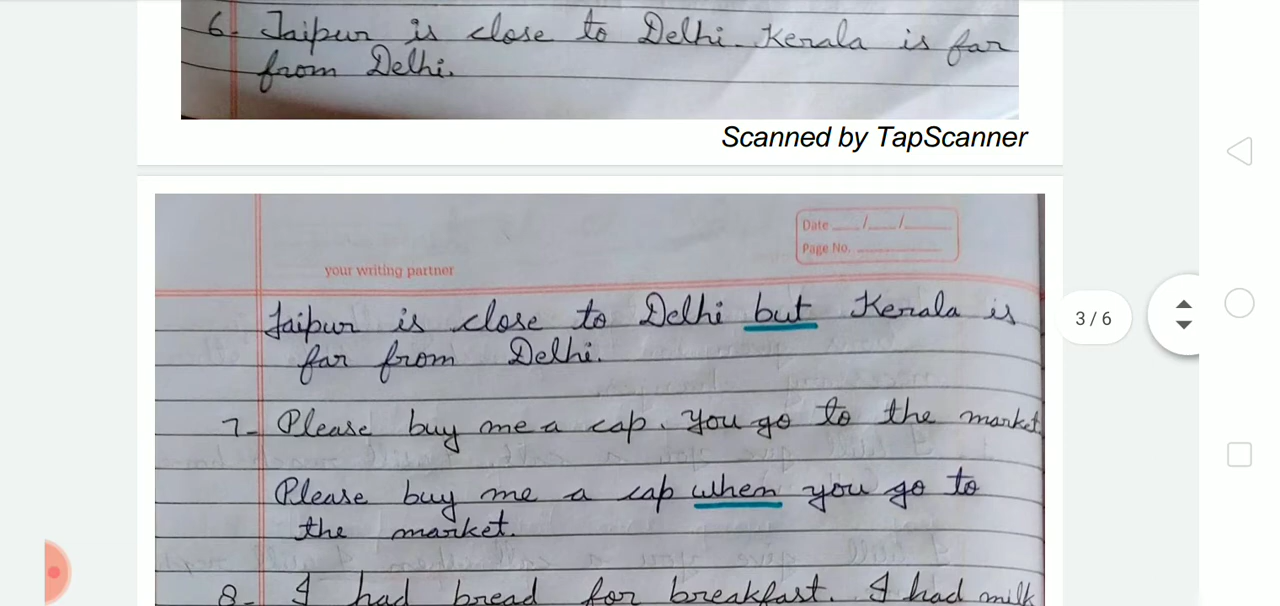 6- Jaipur is close to Delhi. Kerala is far
from Delhi.
Scanned by TapScanner
Date __/__/__
Page No.
your writing partner
Jaipur is close to Delhi but Kerala is
far from Delhi.
3/6
7- Please buy me a cap. You go to the market
Please buy me a cap when you go to
the market.
8- I had bread for breakfast. I had milk